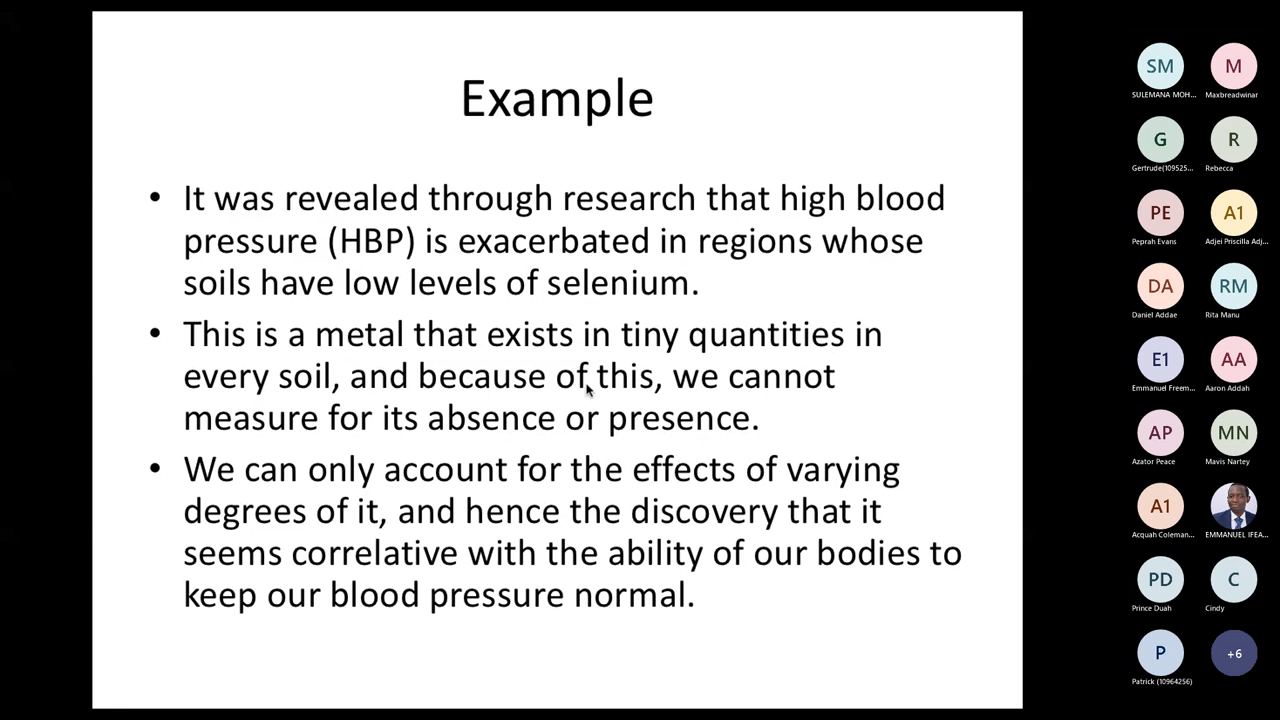 Example
• It was revealed through research that high blood
pressure (HBP) is exacerbated in regions whose
soils have low levels of selenium.
• This is a metal that exists in tiny quantities in
every soil, and because of this, we cannot
measure for its absence or presence.
• We can only account for the effects of varying
degrees of it, and hence the discovery that it
seems correlative with the ability of our bodies to
keep our blood pressure normal.
SM M
SULEMANA MOH... Maxbreadwinar
G R
Gertrude(109525... Rebecca
PE A1
Peprah Evans Adjei Priscilla Adj...
DA RM
Daniel Addae Rita Manu
E1 AA
Emmanuel Freem... Aaron Addah
AP MN
Azator Peace Mavis Nartey
A1
Acquah Coleman... EMMANUEL IFEA...
PD C
Prince Duah Cindy
P +6
Patrick (10964256)